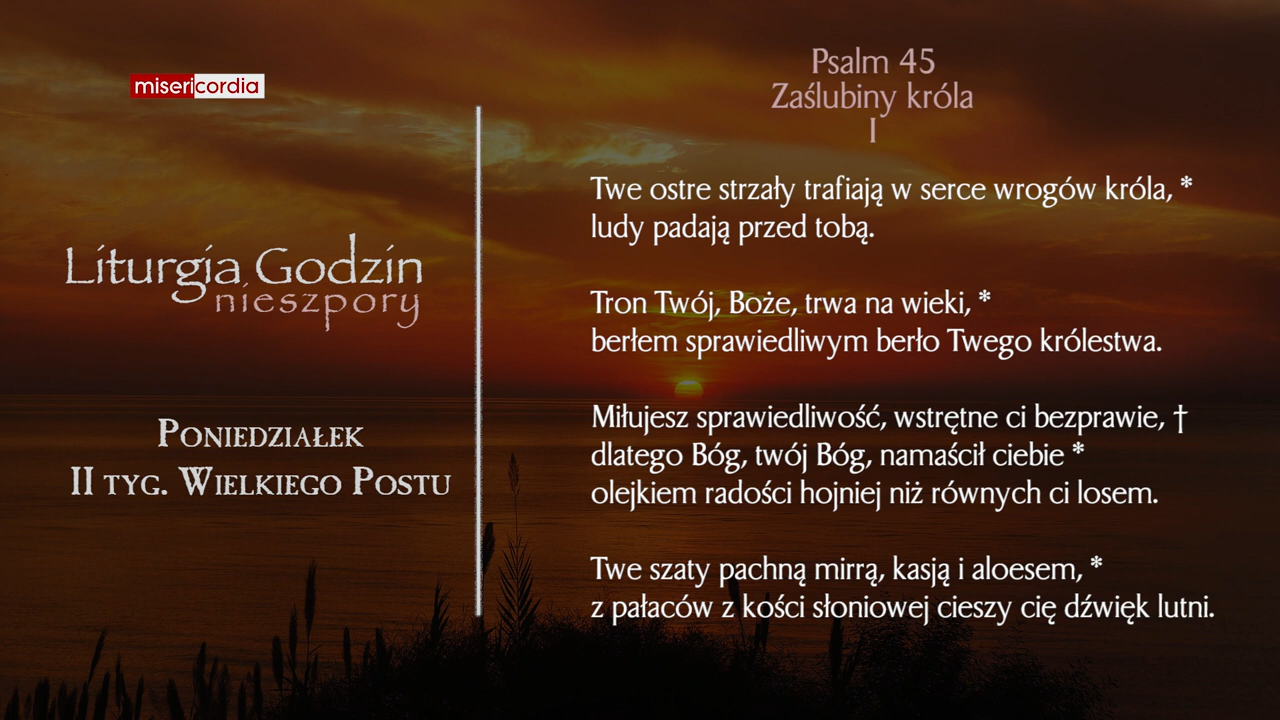 misericordia
Liturgia Godzin
nieszpory
Poniedziałek
II tyg. Wielkiego Postu
Psalm 45
Zaślubiny króla
I
Twe ostre strzały trafiają w serce wrogów króla, *
ludy padają przed tobą.
Tron Twój, Boże, trwa na wieki, *
berłem sprawiedliwym berło Twego królestwa.
Miłujesz sprawiedliwość, wstrętne ci bezprawie, †
dlatego Bóg, twój Bóg, namaścił ciebie *
olejkiem radości hojniej niż równych ci losem.
Twe szaty pachną mirrą, kasją i aloesem, *
z pałaców z kości słoniowej cieszy cię dźwięk lutni.